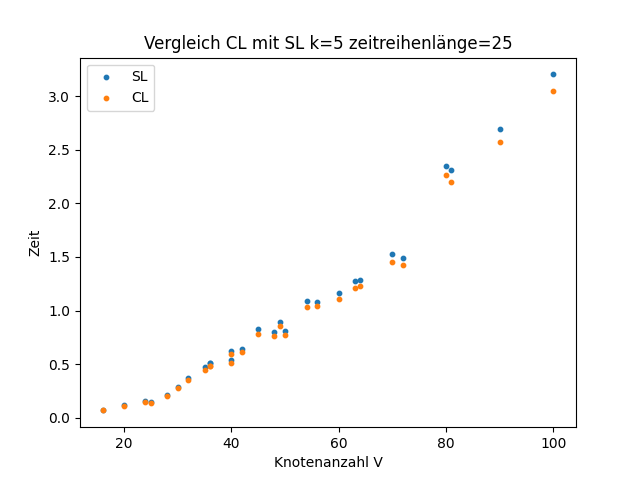 Vergleich CL mit SL k=5 zeitreihenlänge=25
SL
CL
3.0
2.5
2.0
1.5
1.0
0.5
0.0
Zeit
20 40 60 80 100
Knotenanzahl V